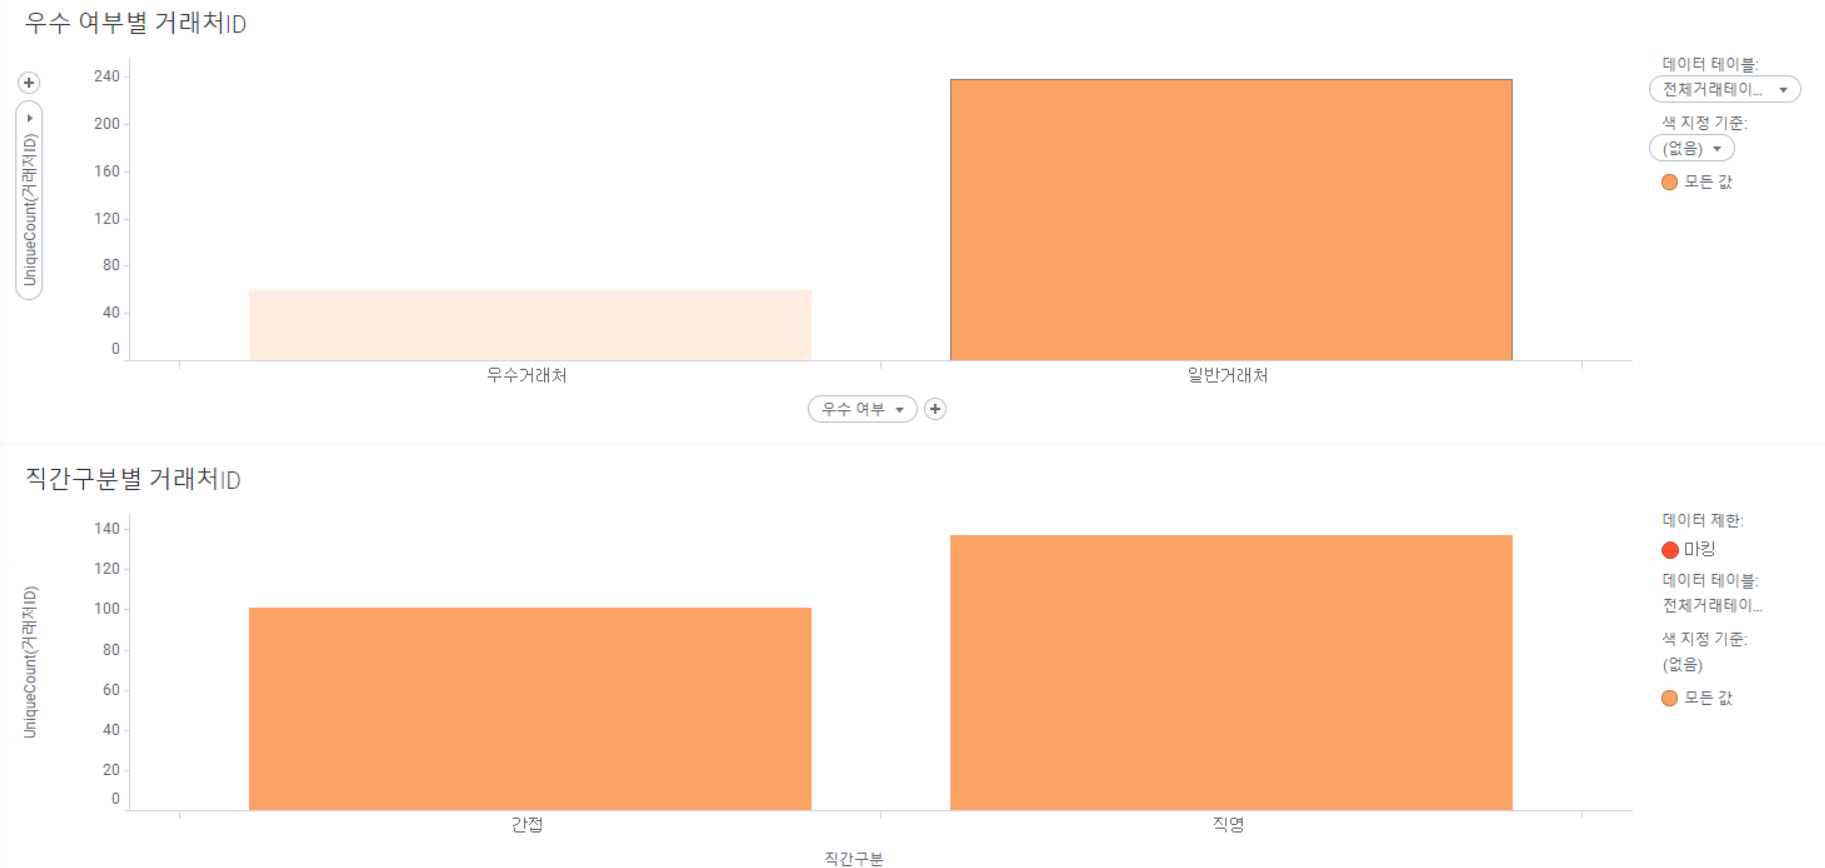 우수 여부별 거래처ID
UniqueCount(거래처ID)
240
200
160
120
80
40
0
우수거래처
일반거래처
우수 여부
데이터 테이블:
전체거래테이...
색 지정 기준:
(없음)
모든 값
직간구분별 거래처ID
UniqueCount(거래처ID)
140
120
100
80
60
40
20
0
간접
직영
직간구분
데이터 제한:
마킹
데이터 테이블:
전체거래테이...
색 지정 기준:
(없음)
모든 값